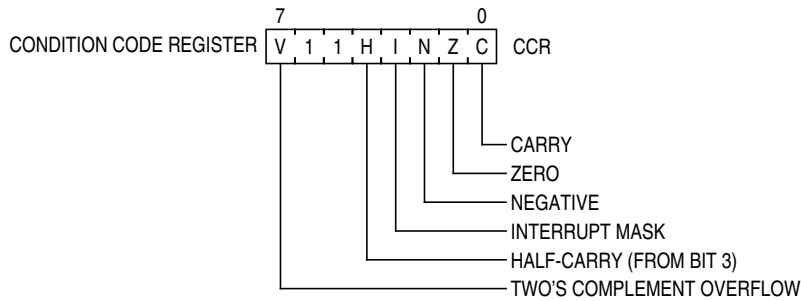 7 0
CONDITION CODE REGISTER V 1 1 H I N Z C CCR
CARRY
ZERO
NEGATIVE
INTERRUPT MASK
HALF-CARRY (FROM BIT 3)
TWO'S COMPLEMENT OVERFLOW